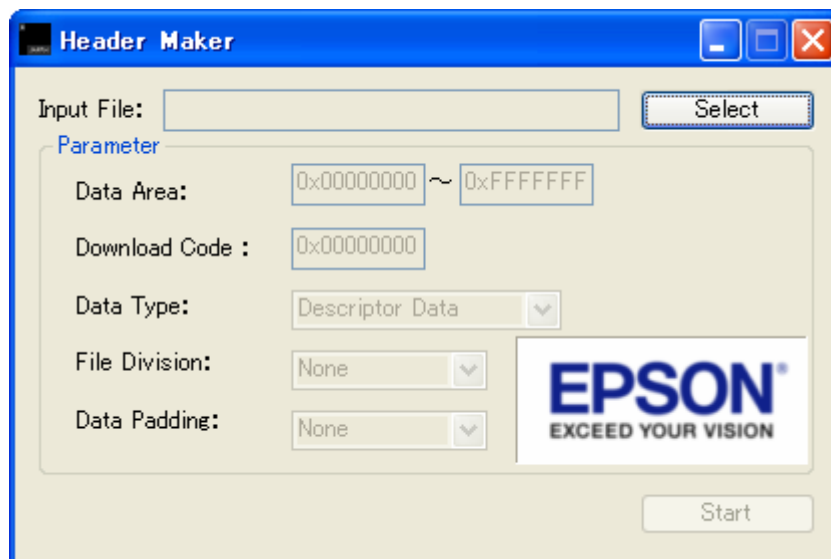 Header Maker
Input File:
Select
Parameter
Data Area: 0x00000000 ～ 0xFFFFFFF
Download Code : 0x00000000
Data Type: Descriptor Data
File Division: None
Data Padding: None
EPSON®
EXCEED YOUR VISION
Start